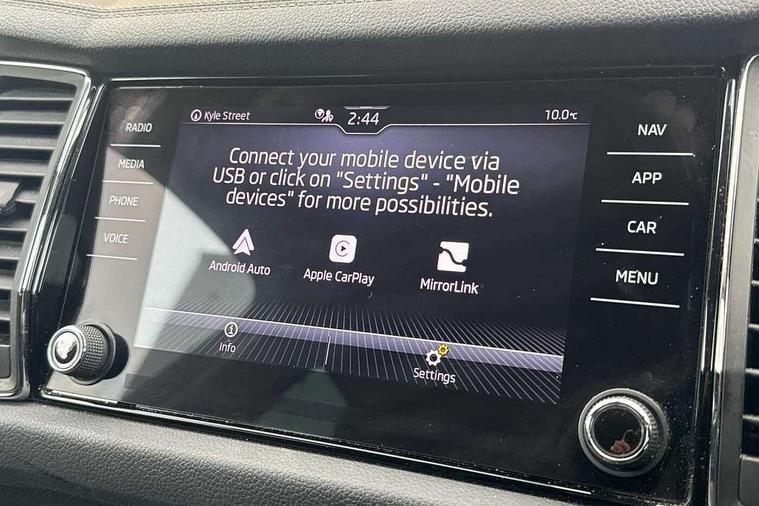 Kyle Street 2:44 10.0°C
RADIO
MEDIA
PHONE
VOICE
Connect your mobile device via
USB or click on "Settings" - "Mobile
devices" for more possibilities.
Android Auto Apple CarPlay MirrorLink
Info Settings
NAV
APP
CAR
MENU